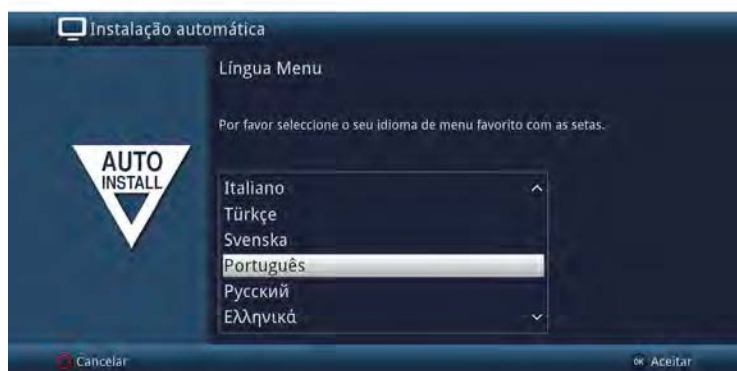 Instalação automática
Língua Menu
Por favor seleccione o seu idioma de menu favorito com as setas.
AUTO
INSTALL
Italiano
Türkçe
Svenska
Português
Русский
Ελληνικά
Cancelar
OK Aceitar